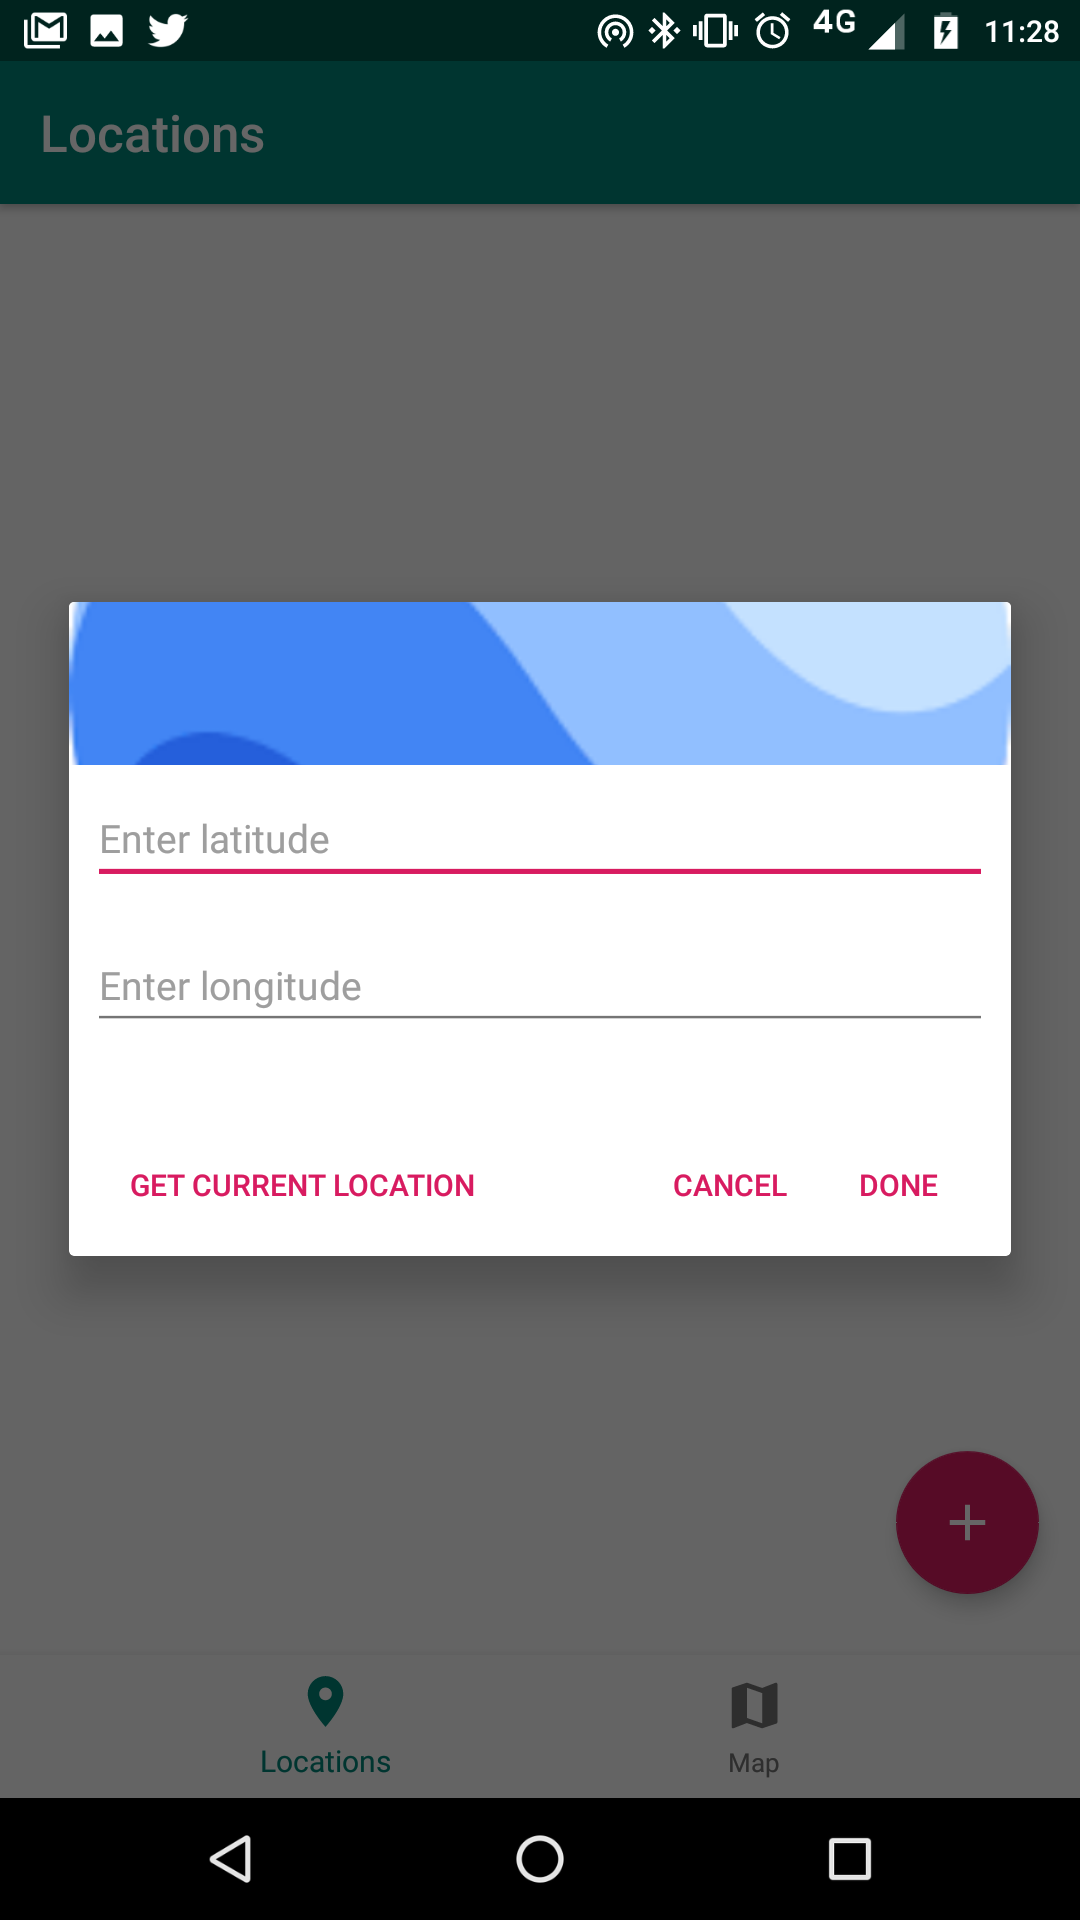 4G 11:28
Locations
Enter latitude
Enter longitude
GET CURRENT LOCATION CANCEL DONE
Locations Map